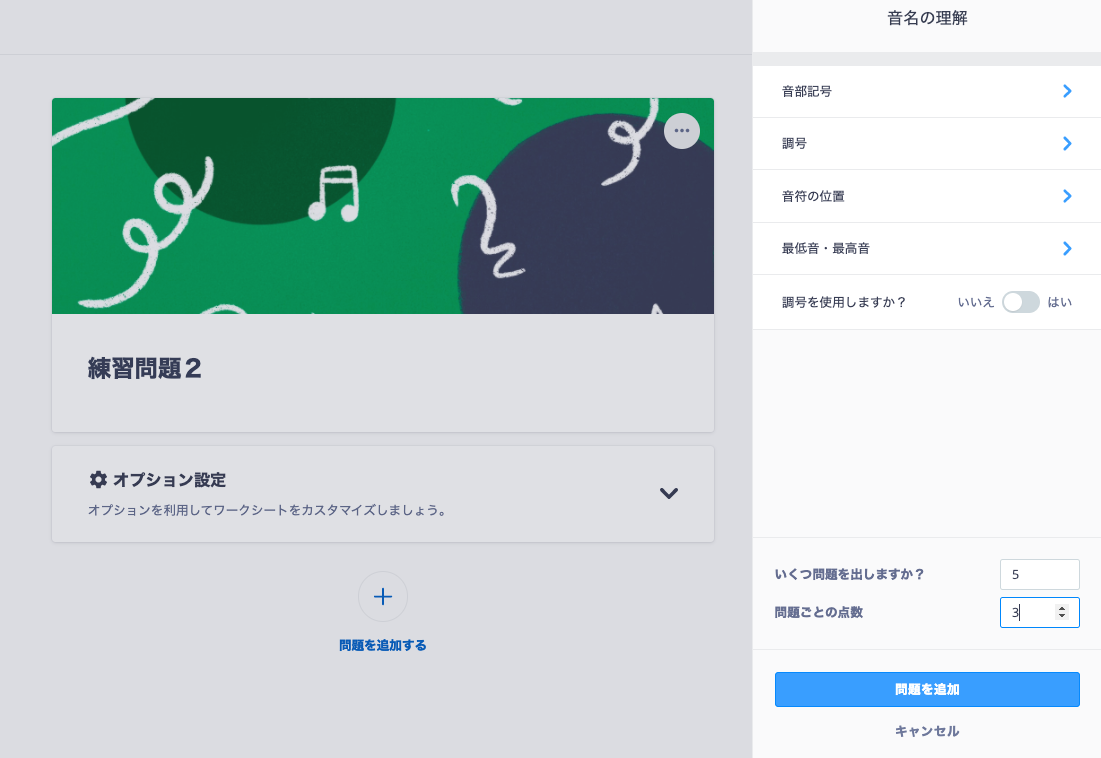 音名の理解
音部記号
調号
音符の位置
最低音・最高音
調号を使用しますか？ いいえ はい
練習問題２
オプション設定
オプションを利用してワークシートをカスタマイズしましょう。
問題を追加する
いくつ問題を出しますか？ 5
問題ごとの点数 3
問題を追加
キャンセル